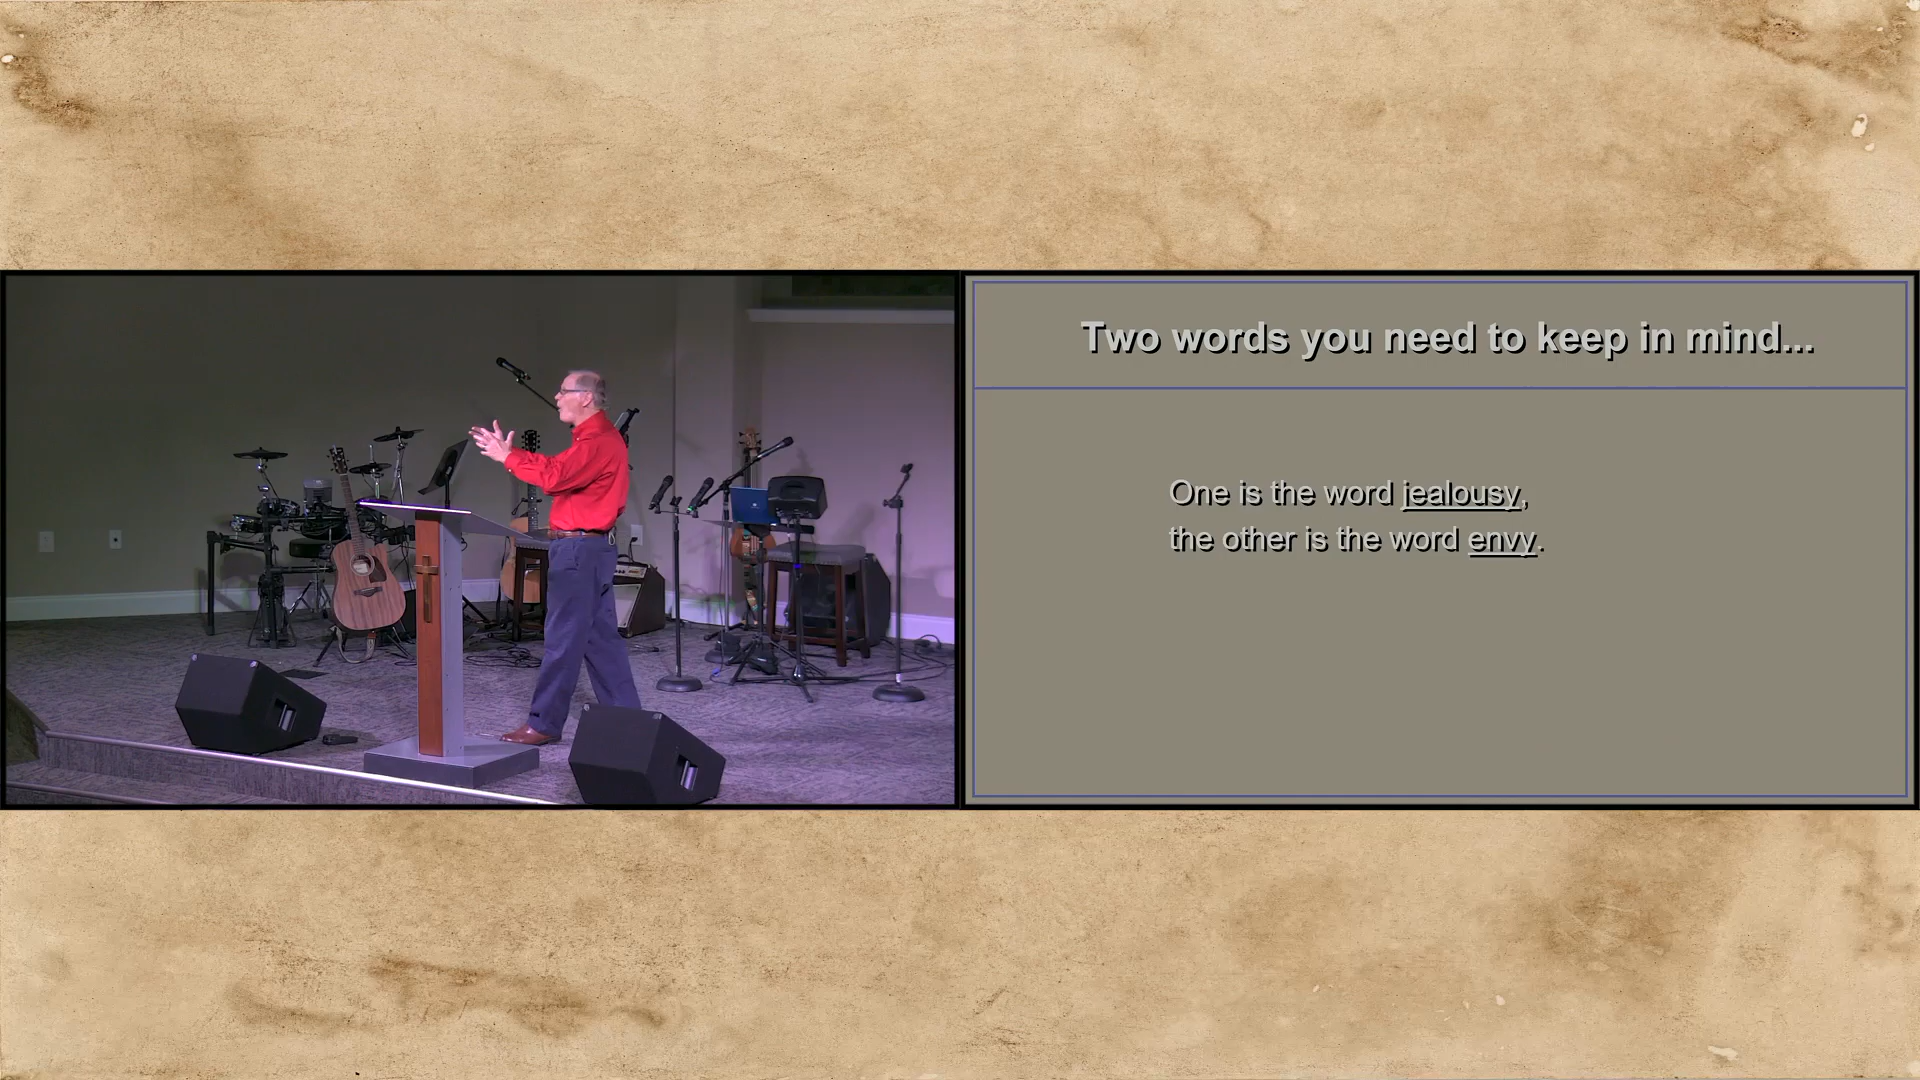 Two words you need to keep in mind...
One is the word jealousy,
the other is the word envy.